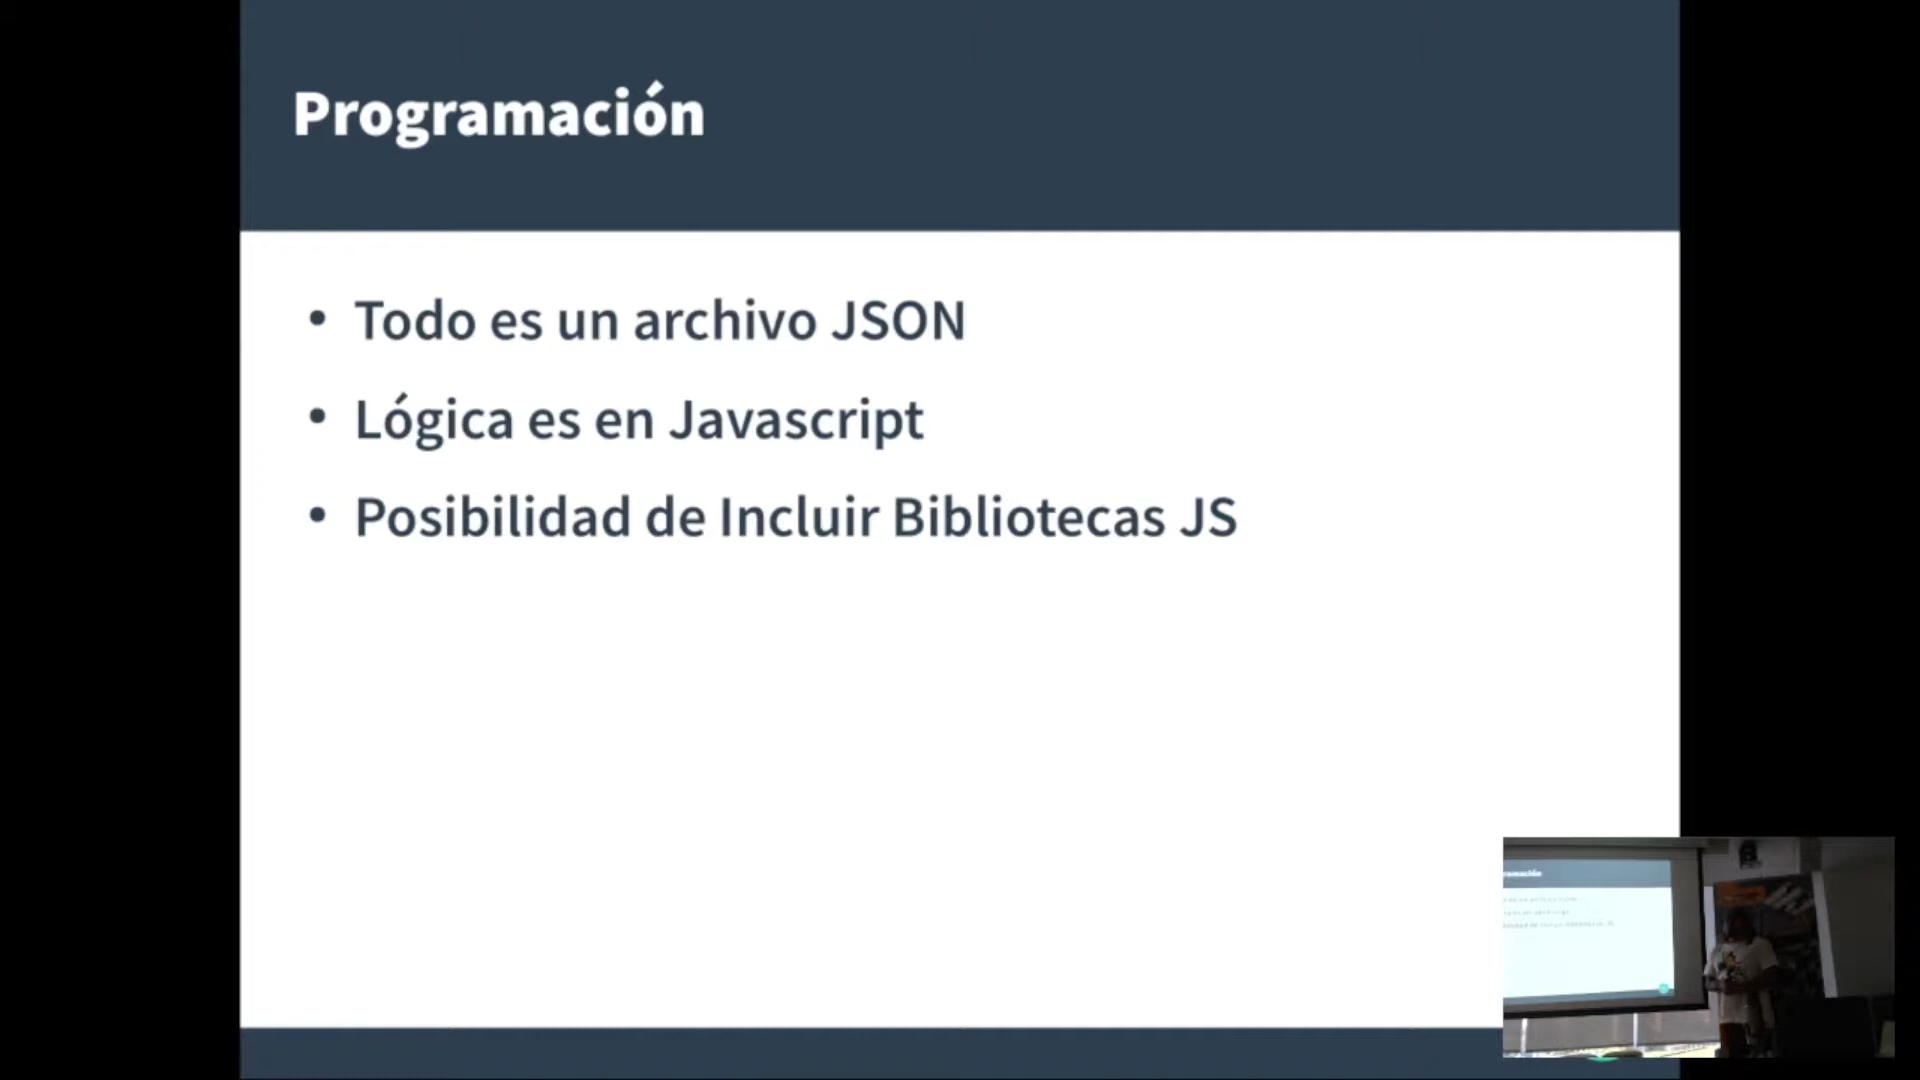 Programación
Todo es un archivo JSON
Lógica es en Javascript
Posibilidad de Incluir Bibliotecas JS